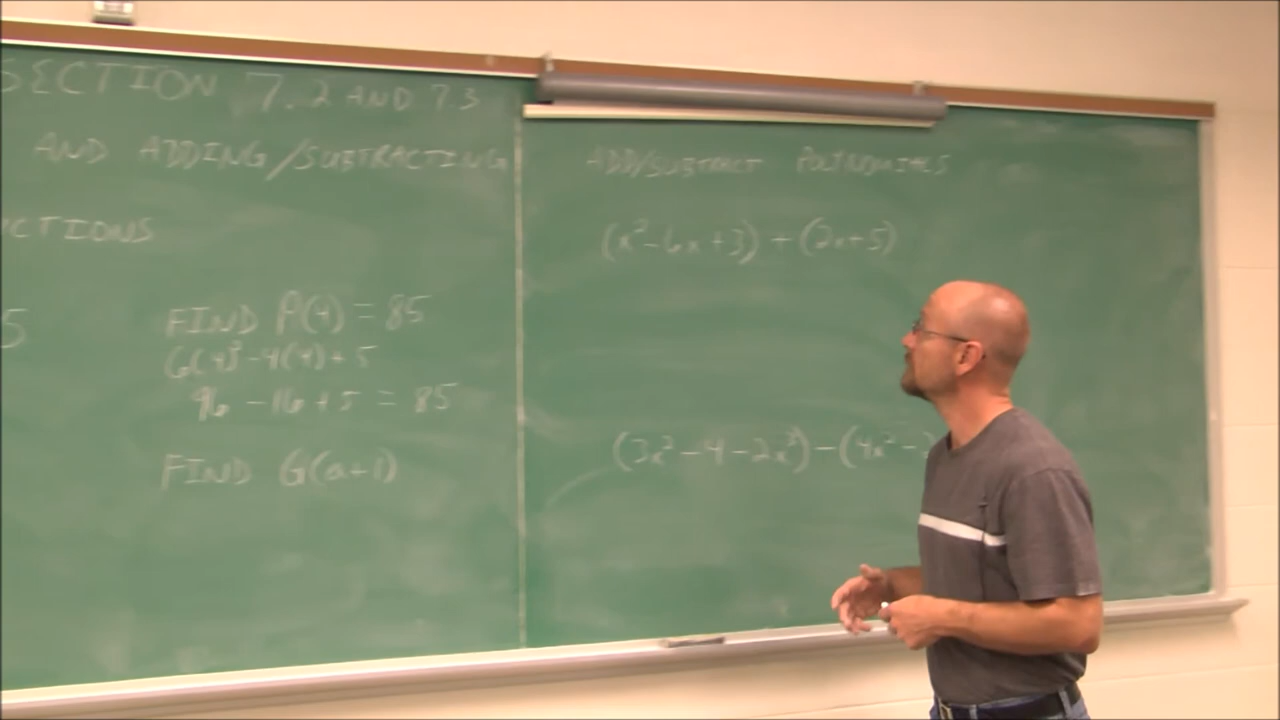 SECTION 7.2 AND 7.3
AND ADDING/SUBTRACTING
CTIONS
5
FIND P(4) = 85
6(4)² - 4(4) + 5
96 - 16 + 5 = 85
FIND G(a+1)
ADD/SUBTRACT POLYNOMIALS
(x² - 6x + 3) + (2x + 5)
(3x² - 4 - 2x³) - (4x² -